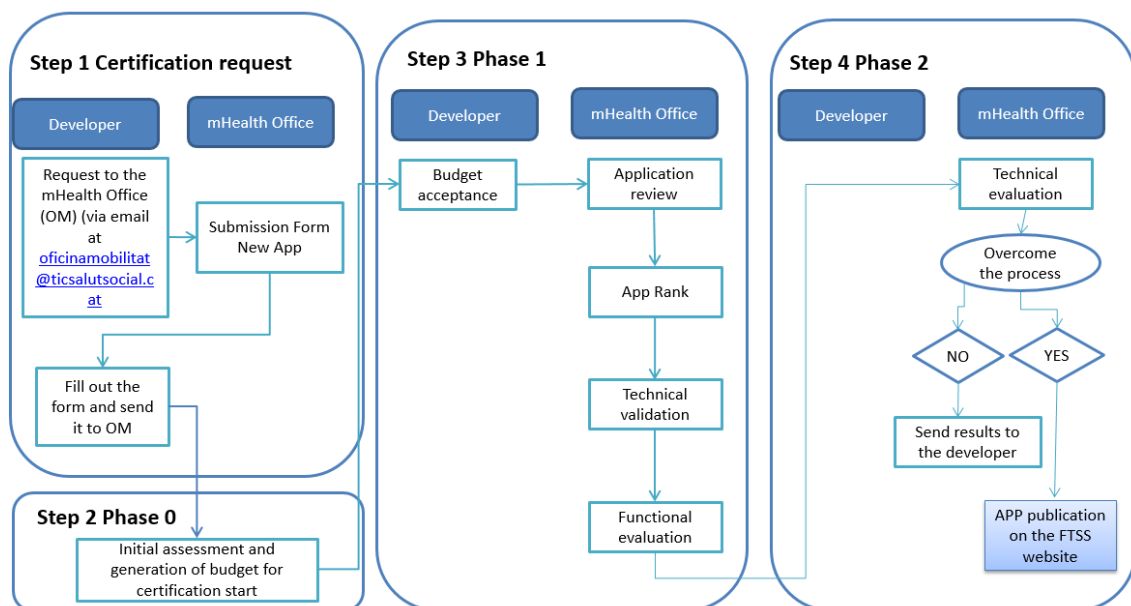 Step 1 Certification request
Developer
mHealth Office
Request to the
mHealth Office
(OM) (via email
at
oficinamobilitat
@ticsalutsocial.c
at
Submission Form
New App
Fill out the
form and send
it to OM
Step 2 Phase 0
Initial assessment and
generation of budget for
certification start
Step 3 Phase 1
Developer
mHealth Office
Budget
acceptance
Application
review
App Rank
Technical
validation
Functional
evaluation
Step 4 Phase 2
Developer
mHealth Office
Technical
evaluation
Overcome
the process
NO
YES
Send results to
the developer
APP publication
on the FTSS
website